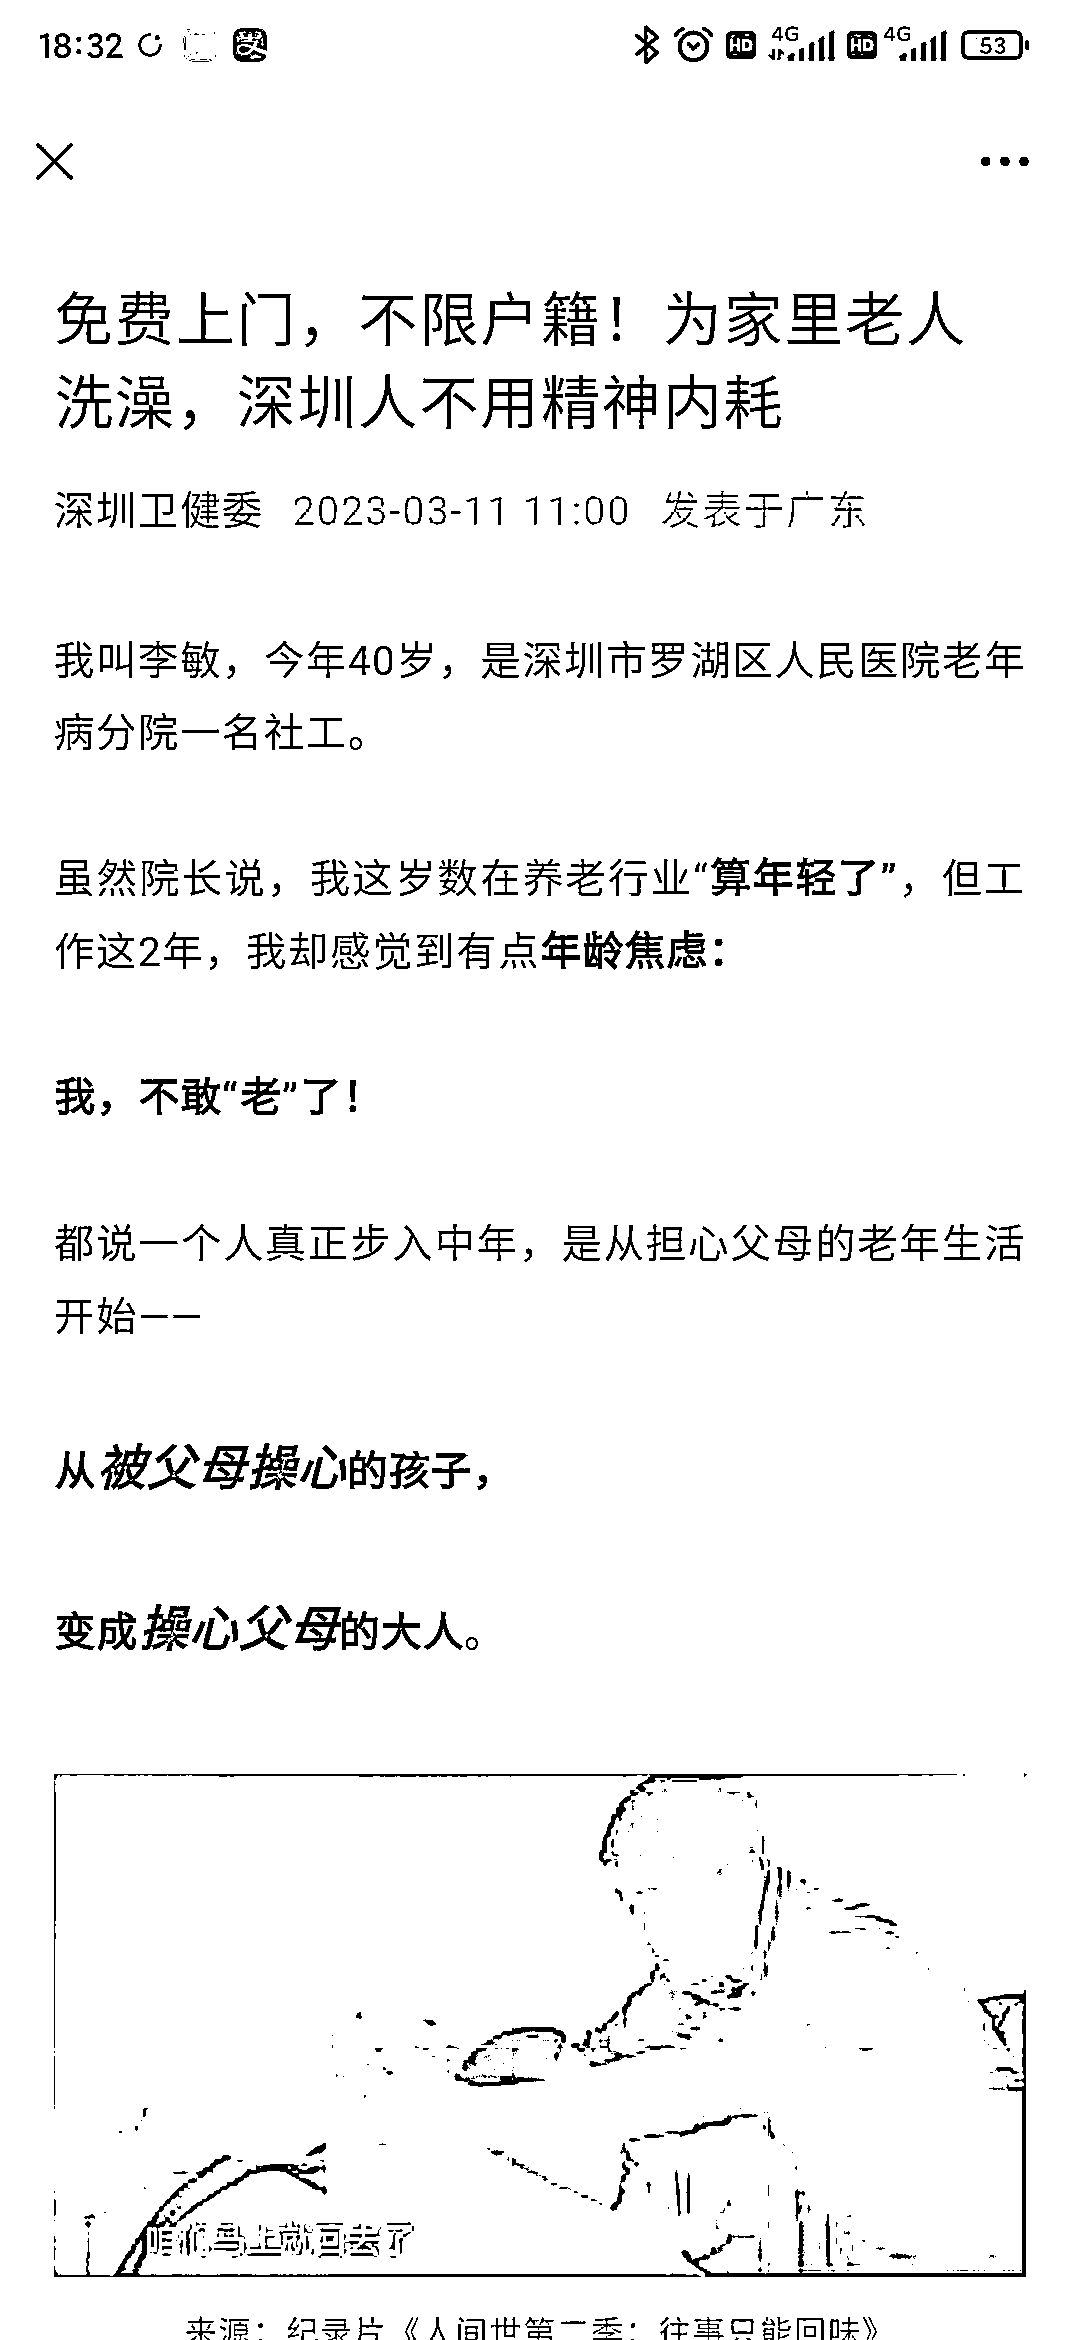 18:32
HD 4G HD 4G 53
免费上门，不限户籍！为家里老人
洗澡，深圳人不用精神内耗
深圳卫健委 2023-03-11 11:00 发表于广东
我叫李敏，今年40岁，是深圳市罗湖区人民医院老年
病分院一名社工。
虽然院长说，我这岁数在养老行业“算年轻了”，但工
作这2年，我却感觉到有点年龄焦虑：
我，不敢“老”了！
都说一个人真正步入中年，是从担心父母的老年生活
开始——
从被父母操心的孩子，
变成操心父母的大人。
咱们马上就回去了
来源：纪录片《人间世第二季：往事只能回味》